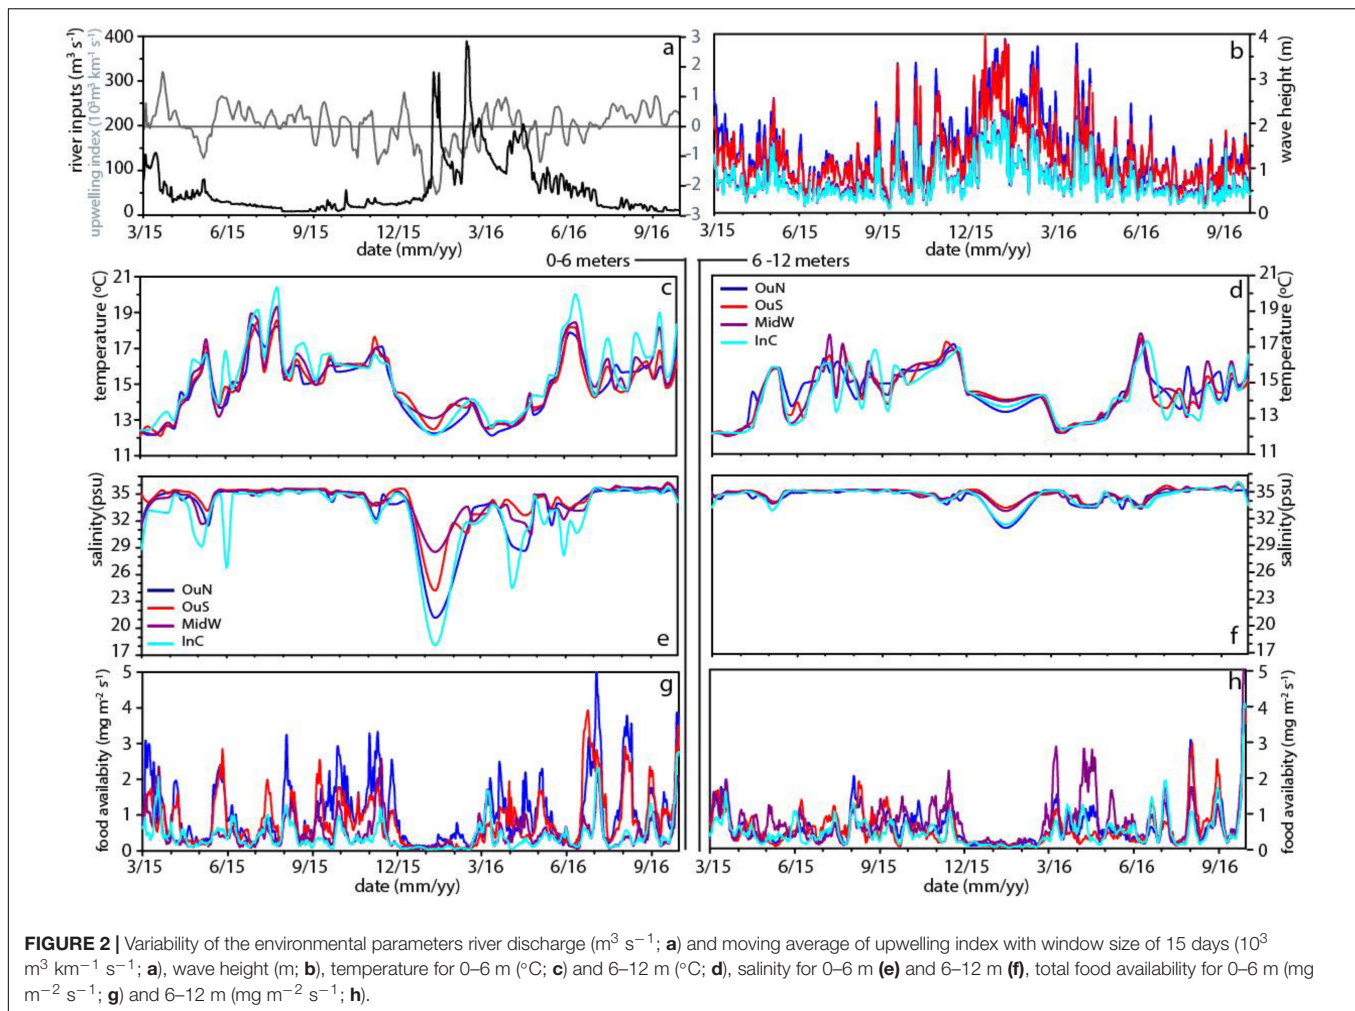 river inputs (m³ s⁻¹)
upwelling index (10³m³ km⁻¹ s⁻¹)
400
300
200
100
0
a
3
2
1
0
-1
-2
-3
3/15 6/15 9/15 12/15 3/16 6/16 9/16
date (mm/yy)
b
4
3
2
1
0
wave height (m)
3/15 6/15 9/15 12/15 3/16 6/16 9/16
date (mm/yy)
0-6 meters
6 -12 meters
temperature (ºC)
21
19
17
15
13
11
c
OuN
OuS
MidW
InC
d
21
19
17
15
13
11
temperature (ºC)
salinity(psu)
35
32
29
26
23
20
17
OuN
OuS
MidW
InC
e
f
35
32
29
26
23
20
17
salinity(psu)
food availabity (mg m⁻² s⁻¹)
5
4
3
2
1
0
g
3/15 6/15 9/15 12/15 3/16 6/16 9/16
date (mm/yy)
h
5
4
3
2
1
0
food availabity (mg m⁻² s⁻¹)
3/15 6/15 9/15 12/15 3/16 6/16 9/16
date (mm/yy)
FIGURE 2 | Variability of the environmental parameters river discharge (m³ s⁻¹; a) and moving average of upwelling index with window size of 15 days (10³
m³ km⁻¹ s⁻¹; a), wave height (m; b), temperature for 0–6 m (°C; c) and 6–12 m (°C; d), salinity for 0–6 m (e) and 6–12 m (f), total food availability for 0–6 m (mg
m⁻² s⁻¹; g) and 6–12 m (mg m⁻² s⁻¹; h).